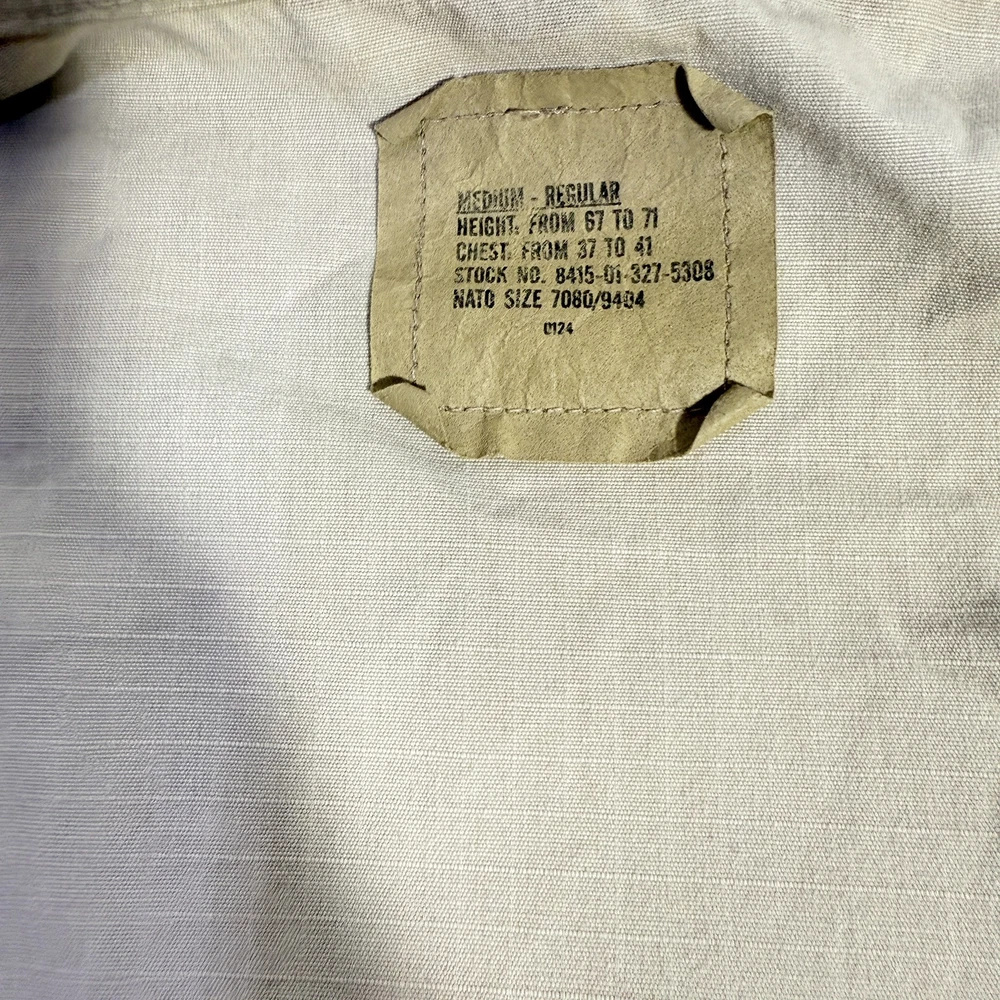 MEDIUM - REGULAR
HEIGHT. FROM 67 TO 71
CHEST. FROM 37 TO 41
STOCK NO. 8415-01-327-5308
NATO SIZE 7080/9404
0124